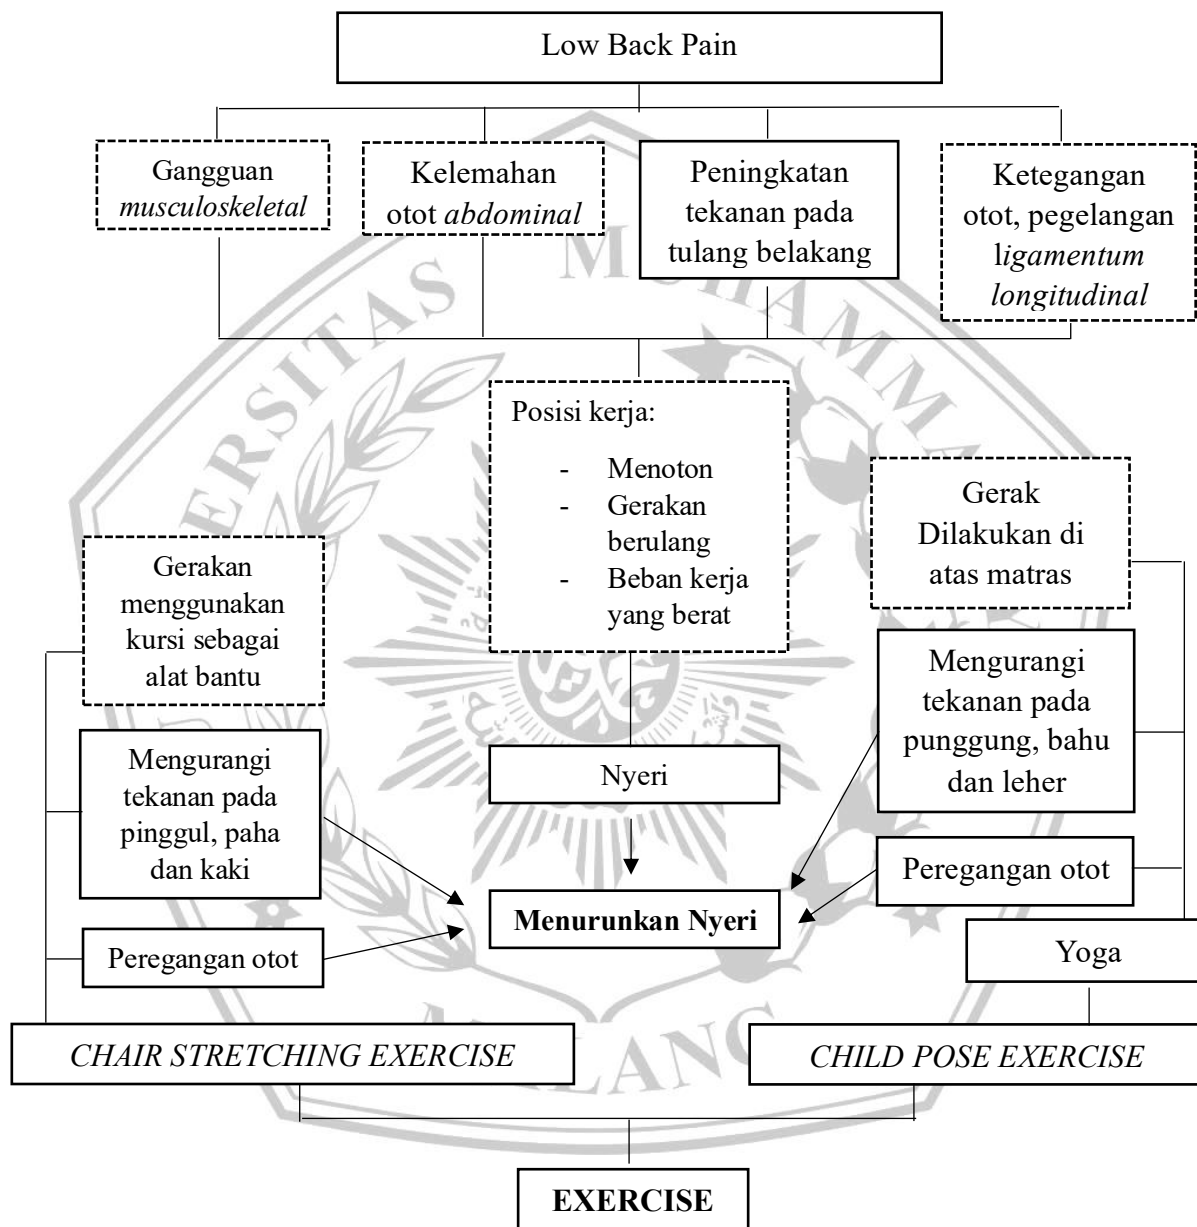 Low Back Pain
Gangguan
musculoskeletal
Kelemahan
otot abdominal
Peningkatan
tekanan pada
tulang belakang
Ketegangan
otot, pegelangan
ligamentum
longitudinal
Posisi kerja:
- Menoton
- Gerakan
berulang
- Beban kerja
yang berat
Gerak
Dilakukan di
atas matras
Gerakan
menggunakan
kursi sebagai
alat bantu
Mengurangi
tekanan pada
punggung, bahu
dan leher
Mengurangi
tekanan pada
pinggul, paha
dan kaki
Nyeri
Peregangan otot
Menurunkan Nyeri
Peregangan otot
Yoga
CHAIR STRETCHING EXERCISE
CHILD POSE EXERCISE
EXERCISE
ERSITAS MUHAMMA
LANG